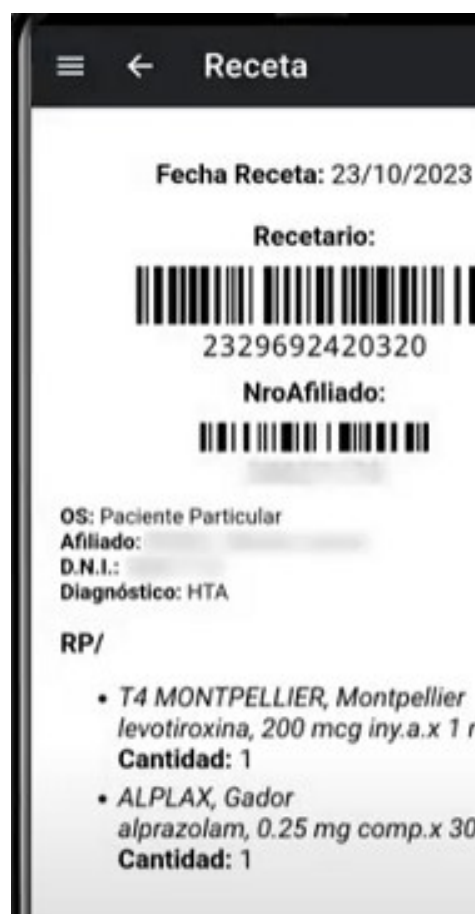 Receta
Fecha Receta: 23/10/2023
Recetario:
2329692420320
NroAfiliado:
OS: Paciente Particular
Afiliado:
D.N.I.:
Diagnóstico: HTA
RP/
• T4 MONTPELLIER, Montpellier
levotiroxina, 200 mcg iny.a.x 1
Cantidad: 1
• ALPLAX, Gador
alprazolam, 0.25 mg comp.x 30
Cantidad: 1